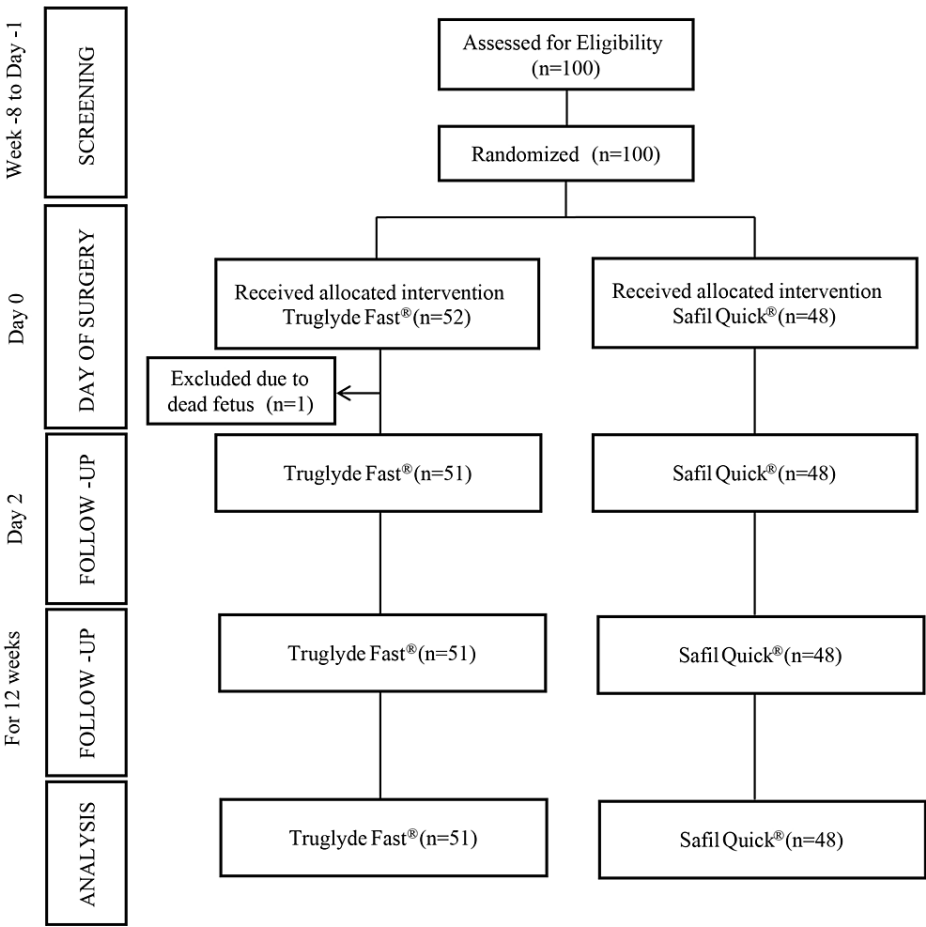 Week -8 to Day -1
SCREENING
Assessed for Eligibility
(n=100)
Randomized (n=100)
Day 0
DAY OF SURGERY
Received allocated intervention
Truglyde Fast®(n=52)
Received allocated intervention
Safil Quick®(n=48)
Excluded due to
dead fetus (n=1)
Day 2
FOLLOW -UP
Truglyde Fast®(n=51)
Safil Quick®(n=48)
For 12 weeks
FOLLOW -UP
Truglyde Fast®(n=51)
Safil Quick®(n=48)
ANALYSIS
Truglyde Fast®(n=51)
Safil Quick®(n=48)